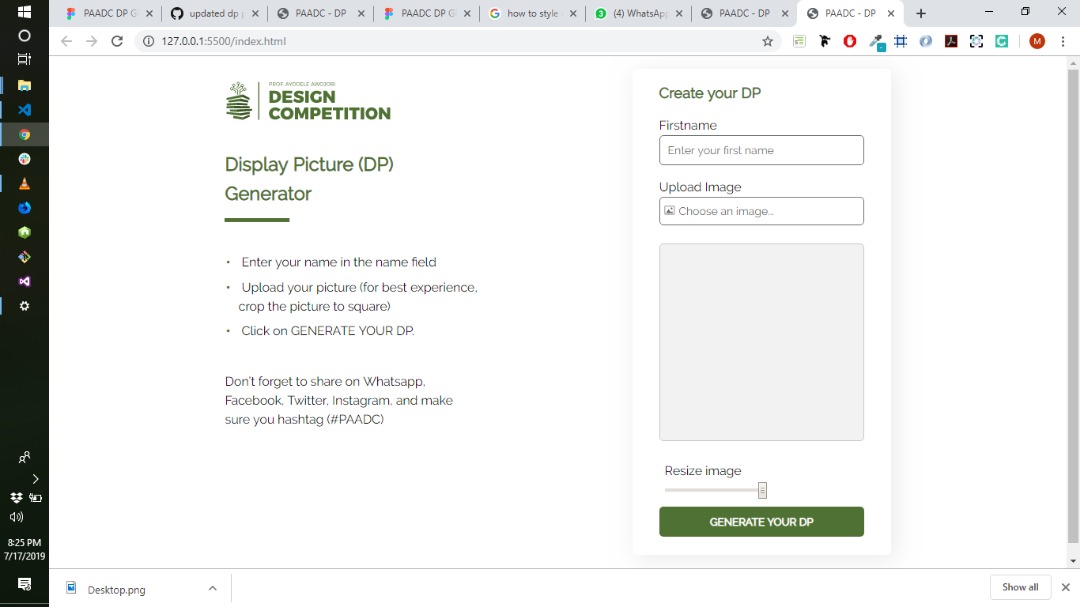 PAADC DP G
updated dp
PAADC - DP
PAADC DP G
how to style
(4) WhatsApp
PAADC - DP
PAADC - DP
127.0.0.1:5500/index.html
M
PROF AYODELE AWOJOBI
DESIGN
COMPETITION
Display Picture (DP)
Generator
• Enter your name in the name field
• Upload your picture (for best experience,
crop the picture to square)
• Click on GENERATE YOUR DP.
Don't forget to share on Whatsapp,
Facebook, Twitter, Instagram, and make
sure you hashtag (#PAADC)
Create your DP
Firstname
Enter your first name
Upload Image
Choose an image...
Resize image
GENERATE YOUR DP
8:25 PM
7/17/2019
Desktop.png
Show all